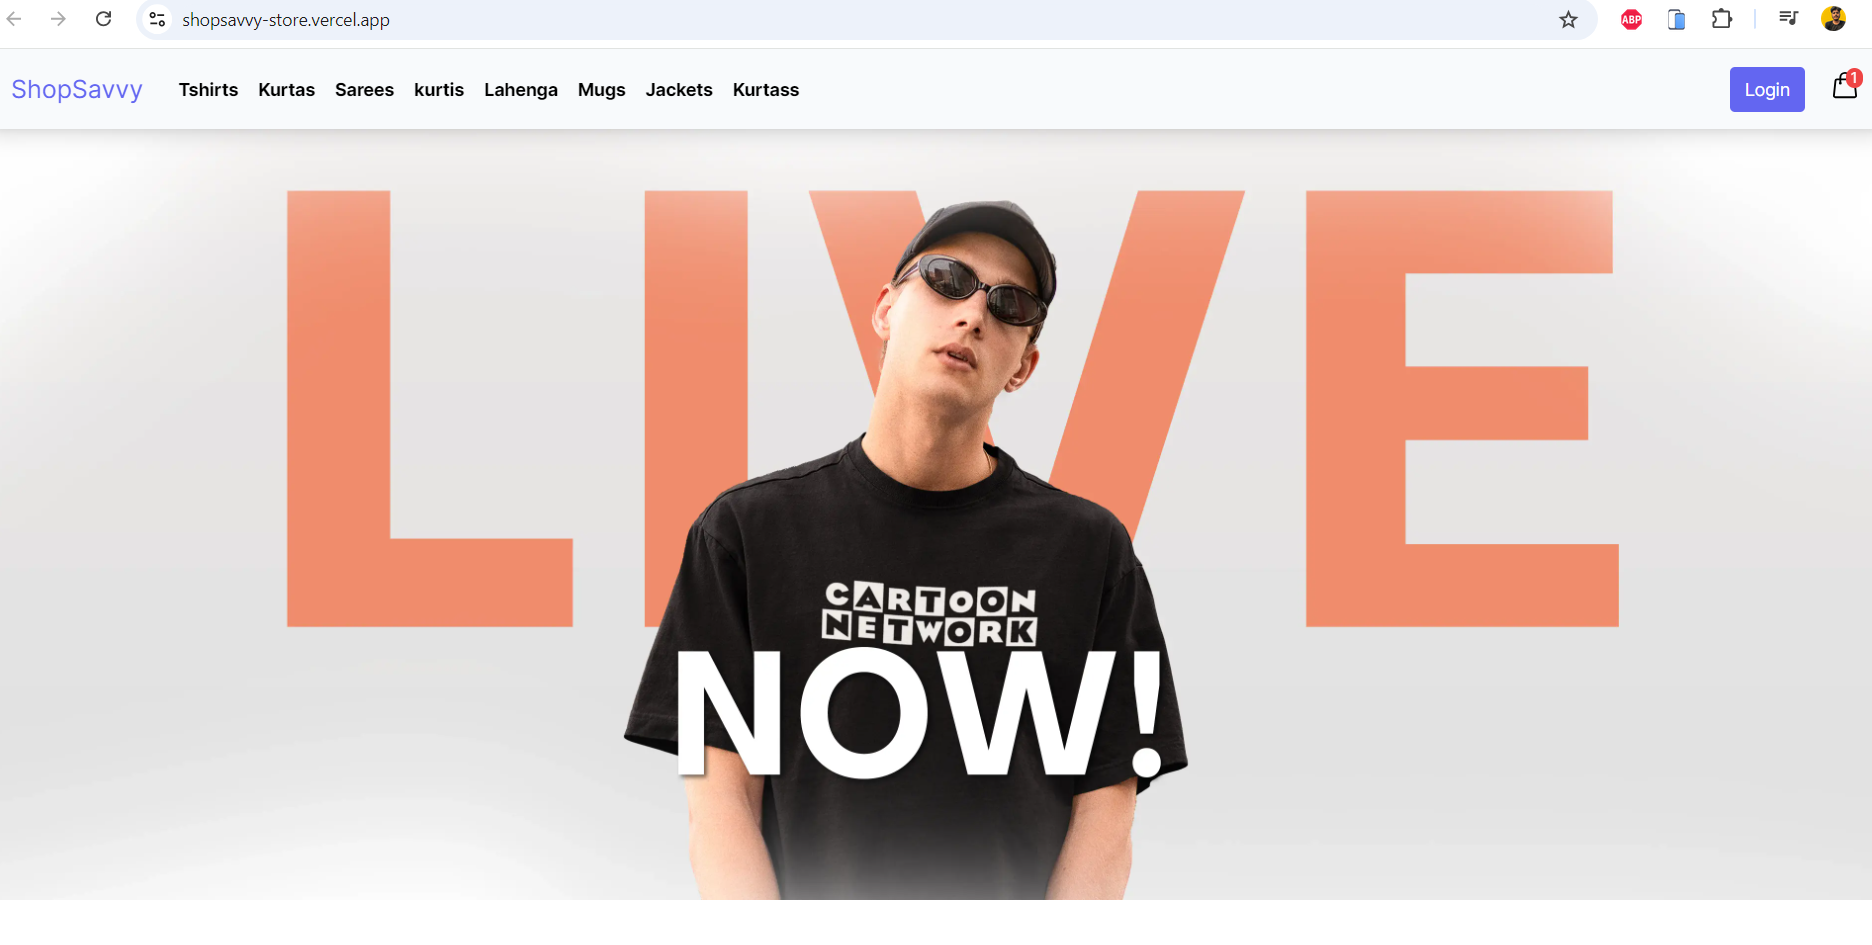 shopsavvy-store.vercel.app
ABP
ShopSavvy Tshirts Kurtas Sarees kurtis Lahenga Mugs Jackets Kurtass Login 1
LIVE
CARTOON
NETWORK
NOW!